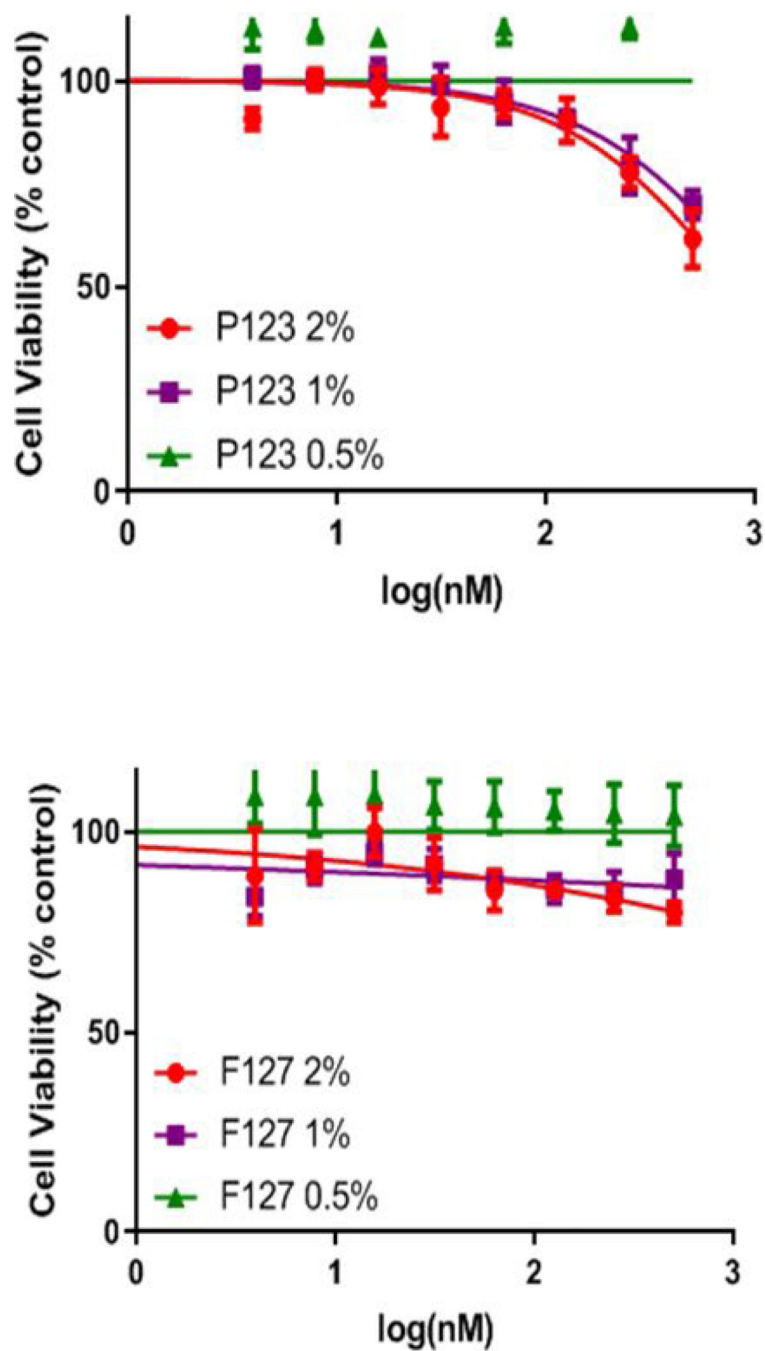 Cell Viability (% control)
100
50
0
P123 2%
P123 1%
P123 0.5%
0 1 2 3
log(nM)
Cell Viability (% control)
100
50
0
F127 2%
F127 1%
F127 0.5%
0 1 2 3
log(nM)